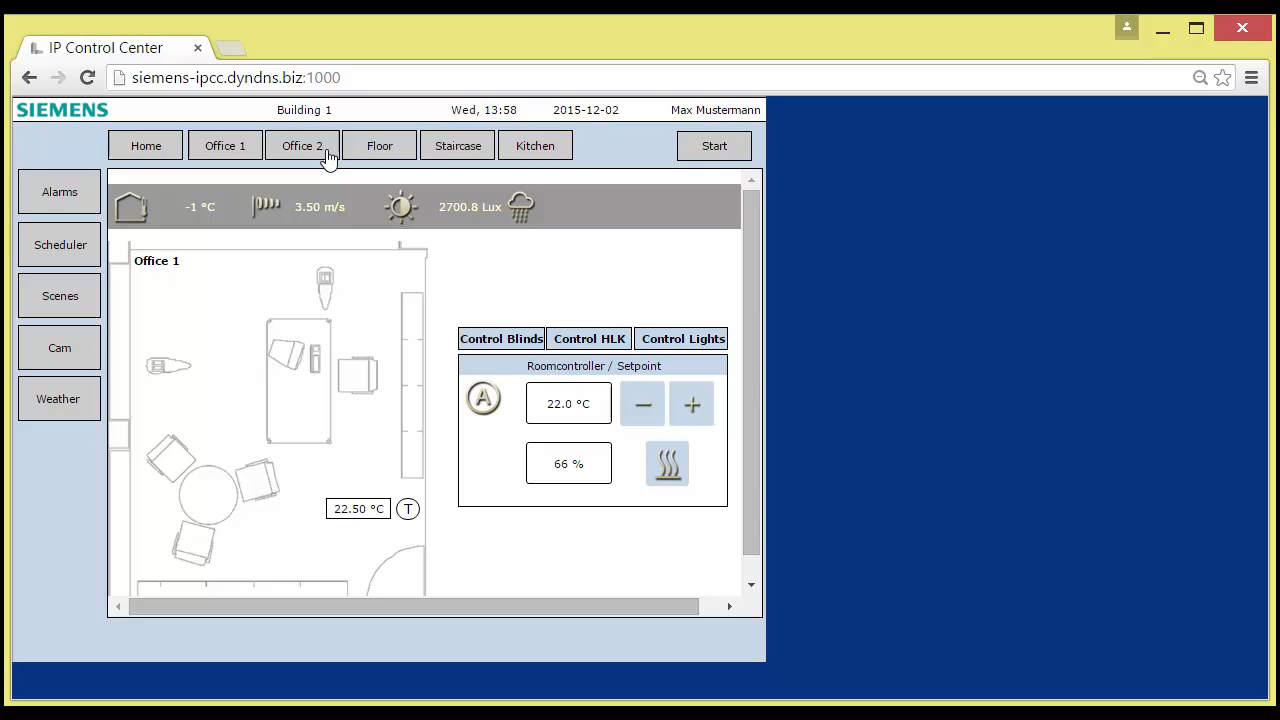 IP Control Center
siemens-ipcc.dyndns.biz:1000
SIEMENS Building 1 Wed, 13:58 2015-12-02 Max Mustermann
Home Office 1 Office 2 Floor Staircase Kitchen Start
Alarms
Scheduler
Scenes
Cam
Weather
-1 °C 3.50 m/s 2700.8 Lux
Office 1
Control Blinds Control HLK Control Lights
Roomcontroller / Setpoint
A 22.0 °C − +
66 %
22.50 °C T